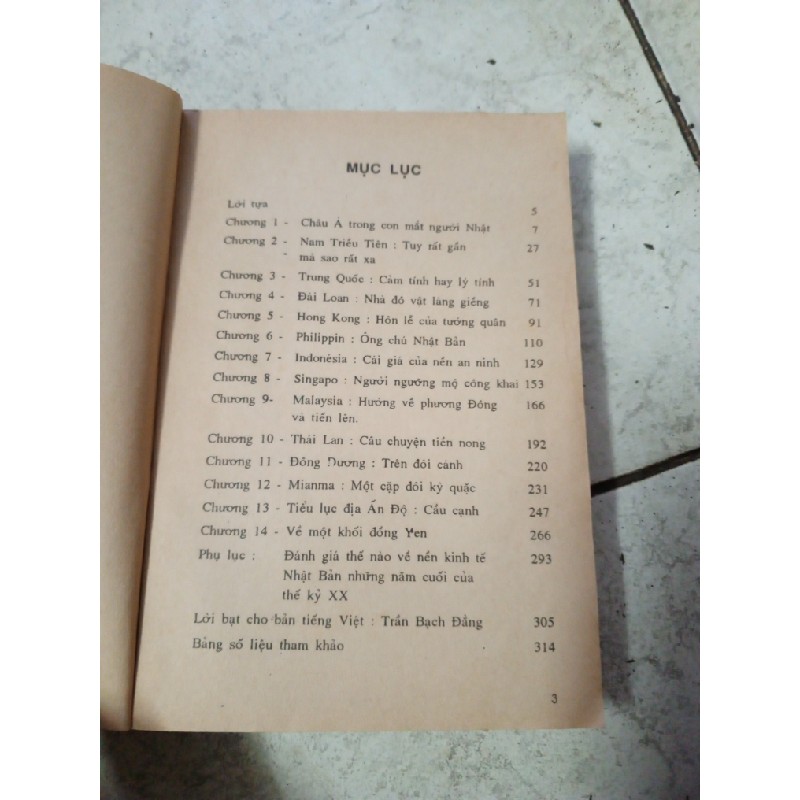 MỤC LỤC
Lời tựa 5
Chương 1 - Châu Á trong con mắt người Nhật 7
Chương 2 - Nam Triều Tiên : Tuy rất gần 27
mà sao rất xa
Chương 3 - Trung Quốc : Cảm tính hay lý tính 51
Chương 4 - Đài Loan : Nhà đô vật láng giềng 71
Chương 5 - Hong Kong : Hôn lễ của tướng quân 91
Chương 6 - Philippin : Ông chủ Nhật Bản 110
Chương 7 - Indonêsia : Cái giá của nền an ninh 129
Chương 8 - Singapo : Người ngưỡng mộ công khai 153
Chương 9- Malaysia : Hướng về phương Đông 166
và tiến lên.
Chương 10 - Thái Lan : Câu chuyện tiền nong 192
Chương 11 - Đông Dương : Trên đôi cánh 220
Chương 12 - Mianma : Một cặp đôi kỳ quặc 231
Chương 13 - Tiểu lục địa Ấn Độ : Cầu cạnh 247
Chương 14 - Về một khối đồng Yen 266
Phụ lục : Đánh giá thế nào về nền kinh tế 293
Nhật Bản những năm cuối của
thế kỷ XX
Lời bạt cho bản tiếng Việt : Trần Bạch Đằng 305
Bảng số liệu tham khảo 314
3